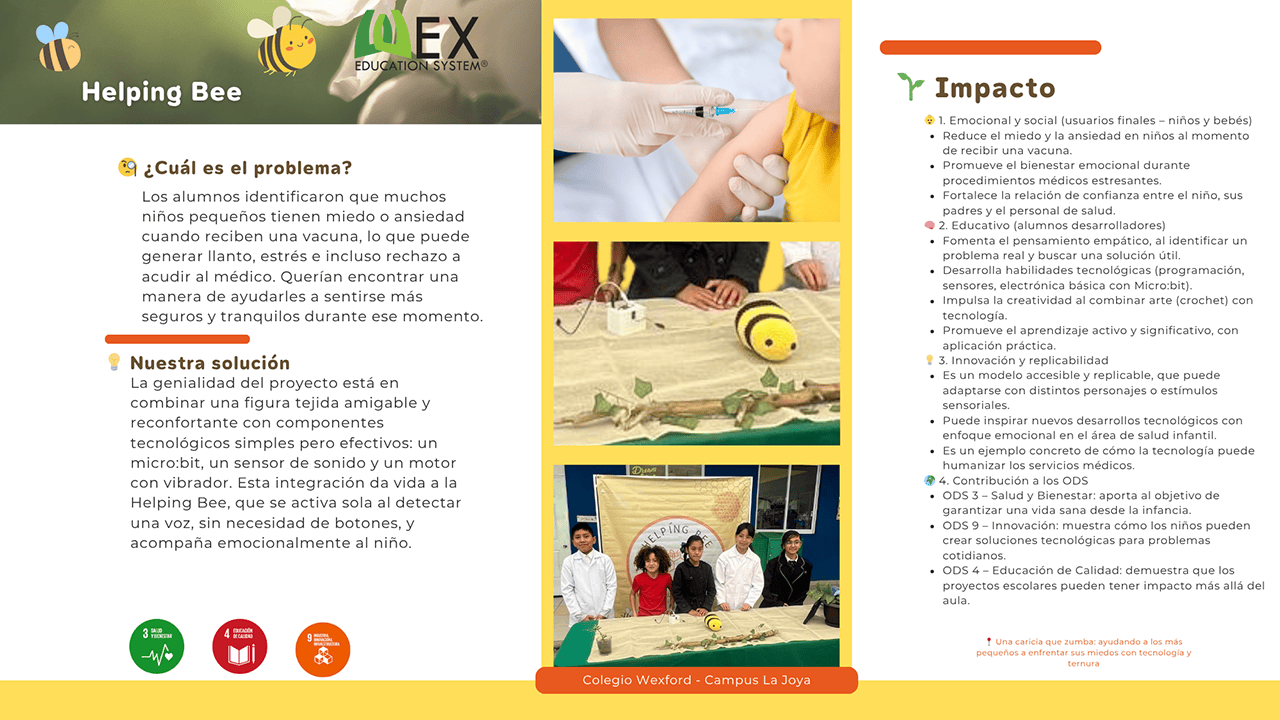 WEX
EDUCATION SYSTEM®
Helping Bee
¿Cuál es el problema?
Los alumnos identificaron que muchos
niños pequeños tienen miedo o ansiedad
cuando reciben una vacuna, lo que puede
generar llanto, estrés e incluso rechazo a
acudir al médico. Querían encontrar una
manera de ayudarles a sentirse más
seguros y tranquilos durante ese momento.
Nuestra solución
La genialidad del proyecto está en
combinar una figura tejida amigable y
reconfortante con componentes
tecnológicos simples pero efectivos: un
micro:bit, un sensor de sonido y un motor
con vibrador. Esta integración da vida a la
Helping Bee, que se activa sola al detectar
una voz, sin necesidad de botones, y
acompaña emocionalmente al niño.
3 SALUD
Y BIENESTAR
4 EDUCACIÓN
DE CALIDAD
9 INDUSTRIA,
INNOVACIÓN E
INFRAESTRUCTURA
HELPING BEE
Colegio Wexford - Campus La Joya
Impacto
1. Emocional y social (usuarios finales – niños y bebés)
• Reduce el miedo y la ansiedad en niños al momento
de recibir una vacuna.
• Promueve el bienestar emocional durante
procedimientos médicos estresantes.
• Fortalece la relación de confianza entre el niño, sus
padres y el personal de salud.
2. Educativo (alumnos desarrolladores)
• Fomenta el pensamiento empático, al identificar un
problema real y buscar una solución útil.
• Desarrolla habilidades tecnológicas (programación,
sensores, electrónica básica con Micro:bit).
• Impulsa la creatividad al combinar arte (crochet) con
tecnología.
• Promueve el aprendizaje activo y significativo, con
aplicación práctica.
3. Innovación y replicabilidad
• Es un modelo accesible y replicable, que puede
adaptarse con distintos personajes o estímulos
sensoriales.
• Puede inspirar nuevos desarrollos tecnológicos con
enfoque emocional en el área de salud infantil.
• Es un ejemplo concreto de cómo la tecnología puede
humanizar los servicios médicos.
4. Contribución a los ODS
• ODS 3 – Salud y Bienestar: aporta al objetivo de
garantizar una vida sana desde la infancia.
• ODS 9 – Innovación: muestra cómo los niños pueden
crear soluciones tecnológicas para problemas
cotidianos.
• ODS 4 – Educación de Calidad: demuestra que los
proyectos escolares pueden tener impacto más allá del
aula.
Una caricia que zumba: ayudando a los más
pequeños a enfrentar sus miedos con tecnología y
ternura